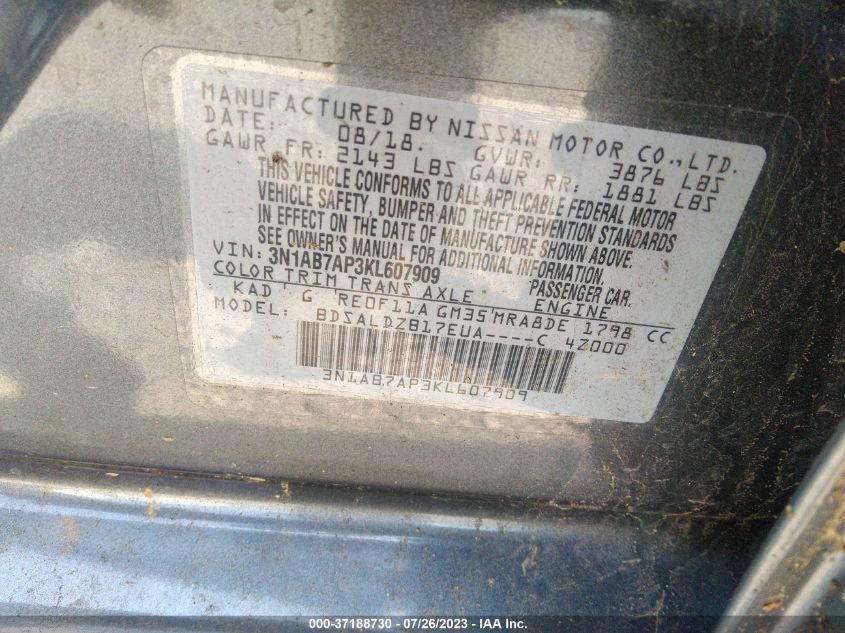 MANUFACTURED BY NISSAN MOTOR CO.,LTD.
DATE: 08/18. GVWR: 3876 LBS
GAWR FR: 2143 LBS GAWR RR: 1881 LBS
THIS VEHICLE CONFORMS TO ALL APPLICABLE FEDERAL MOTOR
VEHICLE SAFETY, BUMPER AND THEFT PREVENTION STANDARDS
IN EFFECT ON THE DATE OF MANUFACTURE SHOWN ABOVE.
SEE OWNER'S MANUAL FOR ADDITIONAL INFORMATION.
VIN: 3N1AB7AP3KL607909 PASSENGER CAR.
COLOR TRIM TRANS AXLE ENGINE
KAD G RE0F11A GM35 MRA8DE 1798 CC
MODEL: BDSALDZB17EUA----C 4Z000
3N1AB7AP3KL607909
000-37188730 - 07/26/2023 - IAA Inc.